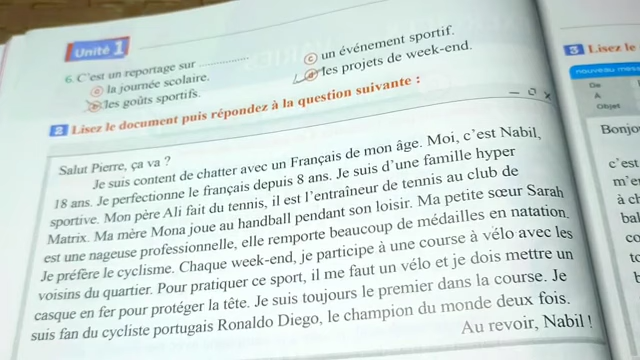 Unité 1
6. C'est un reportage sur ..............
ⓐ la journée scolaire.
ⓒ un événement sportif.
ⓑ les goûts sportifs.
ⓓ les projets de week-end.
2 Lisez le document puis répondez à la question suivante :
Salut Pierre, ça va ?
Je suis content de chatter avec un Français de mon âge. Moi, c'est Nabil,
18 ans. Je perfectionne le français depuis 8 ans. Je suis d'une famille hyper
sportive. Mon père Ali fait du tennis, il est l'entraîneur de tennis au club de
Matrix. Ma mère Mona joue au handball pendant son loisir. Ma petite sœur Sarah
est une nageuse professionnelle, elle remporte beaucoup de médailles en natation.
Je préfère le cyclisme. Chaque week-end, je participe à une course à vélo avec les
voisins du quartier. Pour pratiquer ce sport, il me faut un vélo et je dois mettre un
casque en fer pour protéger la tête. Je suis toujours le premier dans la course. Je
suis fan du cycliste portugais Ronaldo Diego, le champion du monde deux fois.
Au revoir, Nabil !
3 Lisez le
nouveau mess
De
A
Objet
Bonjo
c'est
m'e
à c
bal
co
to